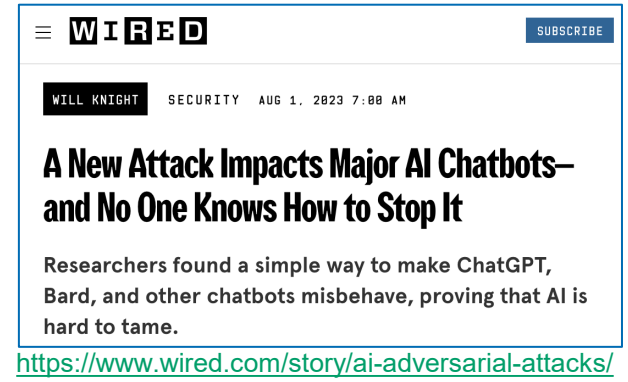 WIRED
SUBSCRIBE
WILL KNIGHT SECURITY AUG 1, 2023 7:00 AM
A New Attack Impacts Major AI Chatbots—
and No One Knows How to Stop It
Researchers found a simple way to make ChatGPT,
Bard, and other chatbots misbehave, proving that AI is
hard to tame.
https://www.wired.com/story/ai-adversarial-attacks/